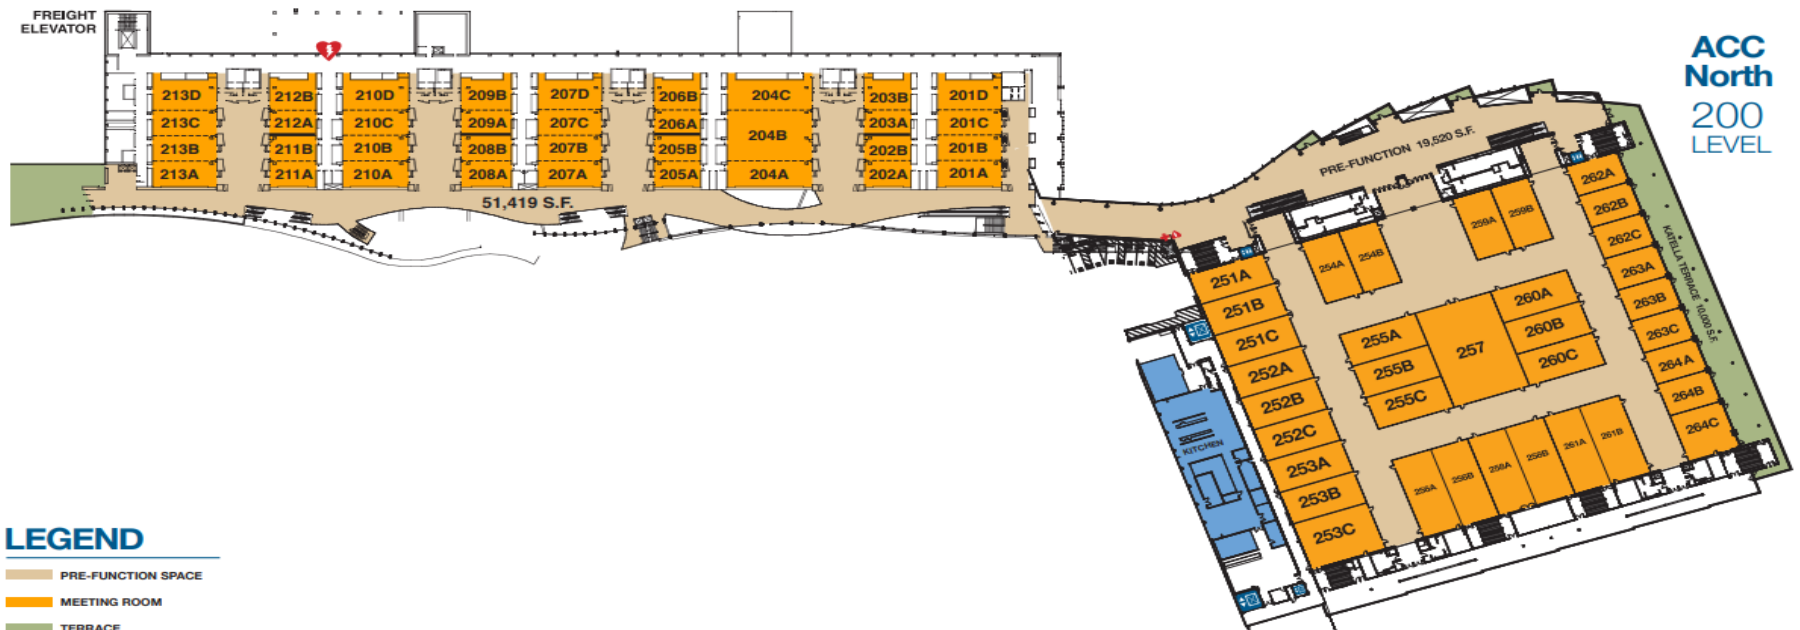 FREIGHT
ELEVATOR
ACC
North
200
LEVEL
213D
213C
213B
213A
212B
212A
211B
211A
210D
210C
210B
210A
209B
209A
208B
208A
207D
207C
207B
207A
206B
206A
205B
205A
204C
204B
204A
203B
203A
202B
202A
201D
201C
201B
201A
51,419 S.F.
PRE-FUNCTION 19,520 S.F.
251A
251B
251C
252A
252B
252C
253A
253B
253C
254A
254B
259A
259B
255A
255B
255C
257
260A
260B
260C
256A
256B
258A
258B
261A
261B
262A
262B
262C
263A
263B
263C
264A
264B
264C
KATELLA TERRACE 10,000 S.F.
KITCHEN
LEGEND
PRE-FUNCTION SPACE
MEETING ROOM
TERRACE